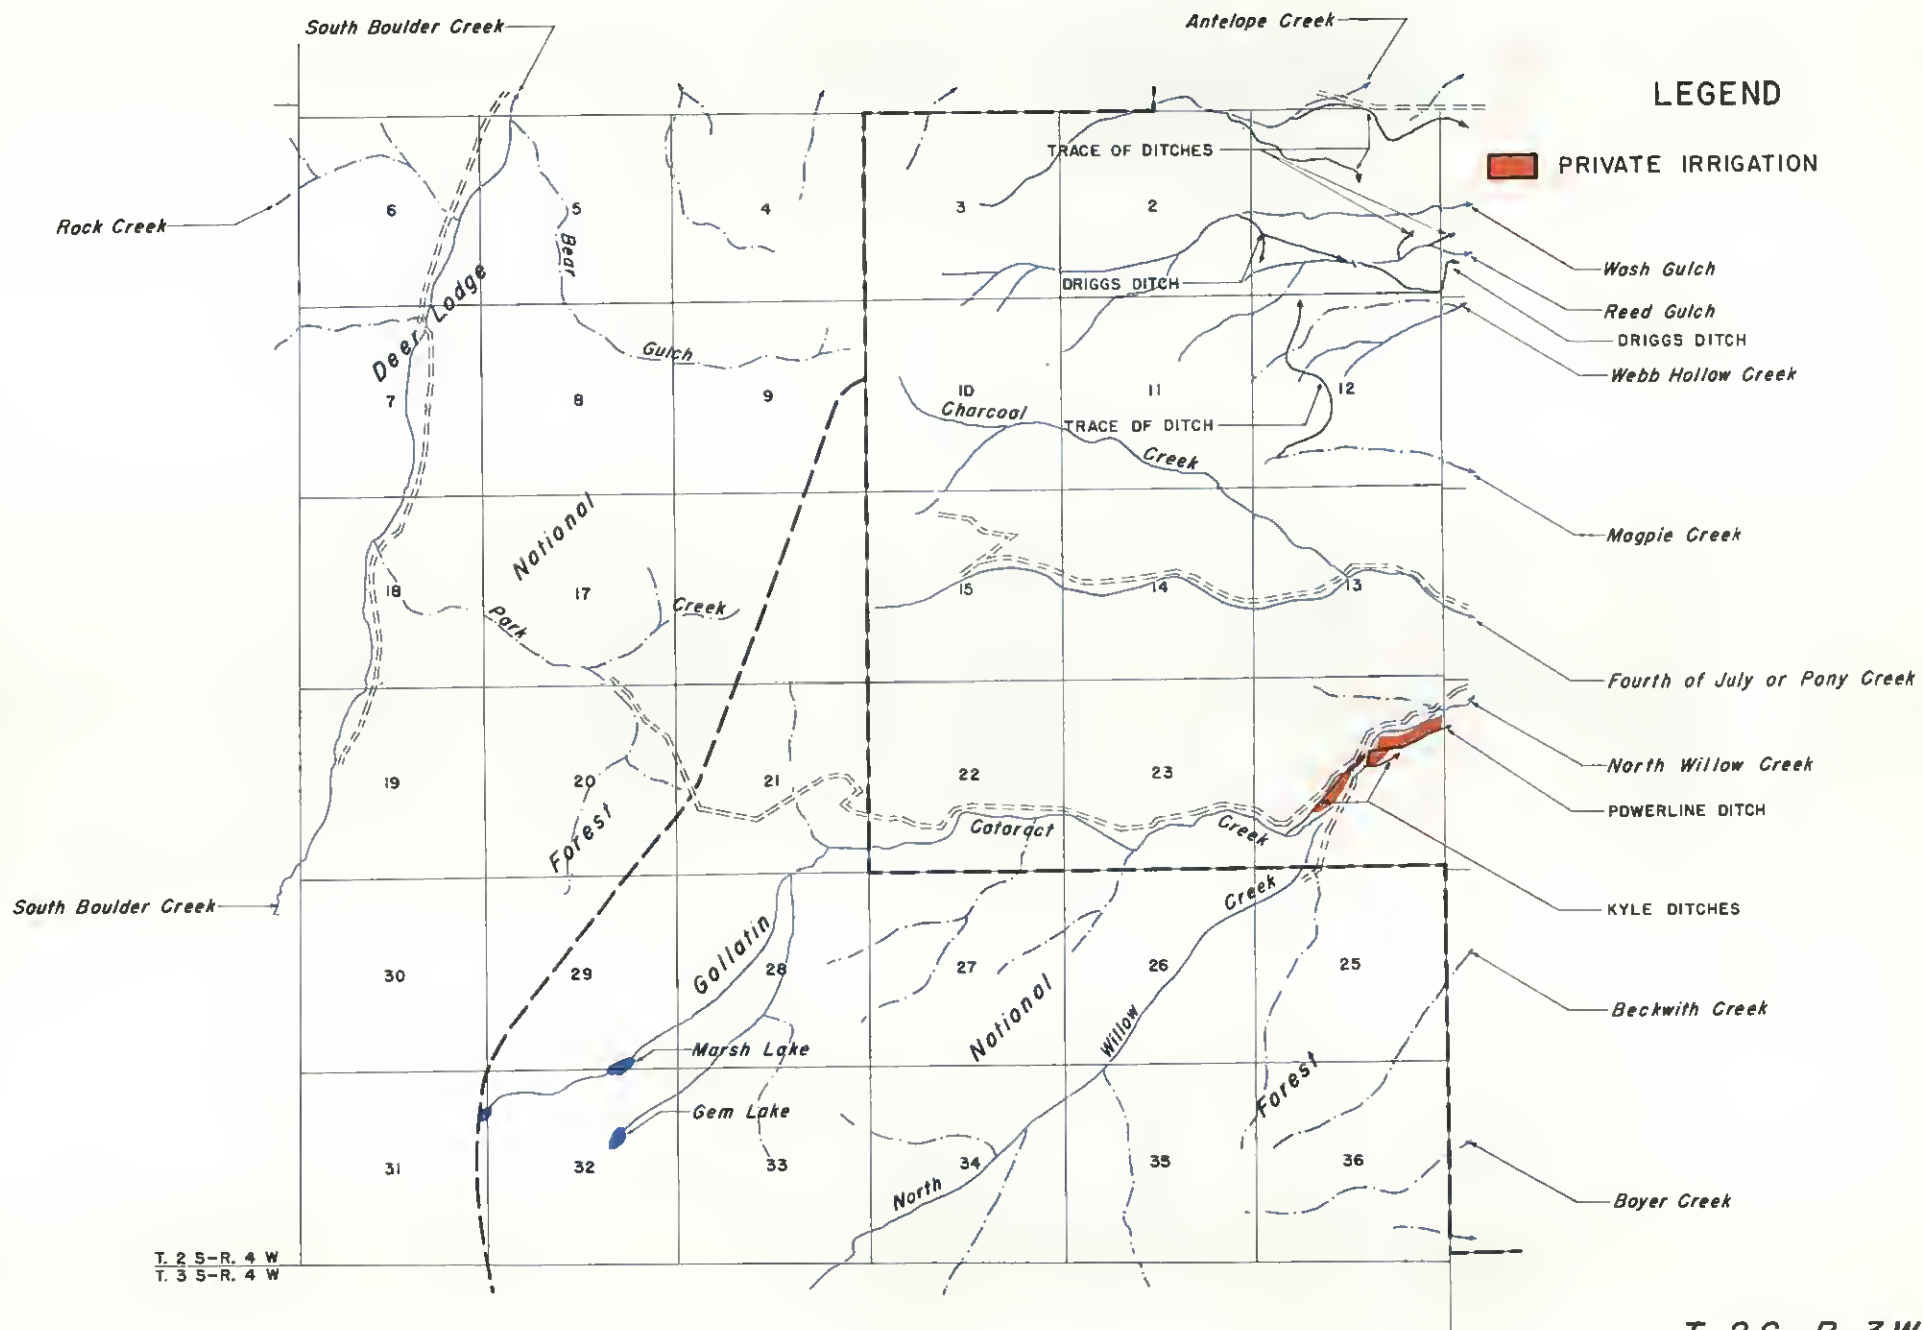 South Boulder Creek
Antelope Creek
LEGEND
PRIVATE IRRIGATION
TRACE OF DITCHES
Rock Creek
6
5
4
3
2
Bear
Wash Gulch
DRIGGS DITCH
Reed Gulch
DRIGGS DITCH
Webb Hollow Creek
Deer Lodge
Gulch
7
8
9
10
11
12
Charcoal
Creek
TRACE OF DITCH
National
Magpie Creek
18
17
15
14
13
Park
Creek
Fourth of July or Pony Creek
19
20
21
22
23
North Willow Creek
POWERLINE DITCH
Forest
Cataract
Creek
South Boulder Creek
KYLE DITCHES
Creek
Gallatin
30
29
28
27
26
25
National
Willow
Beckwith Creek
Marsh Lake
Gem Lake
Forest
31
32
33
34
35
36
North
Boyer Creek
T. 2 S-R. 4 W
T. 3 S-R. 4 W